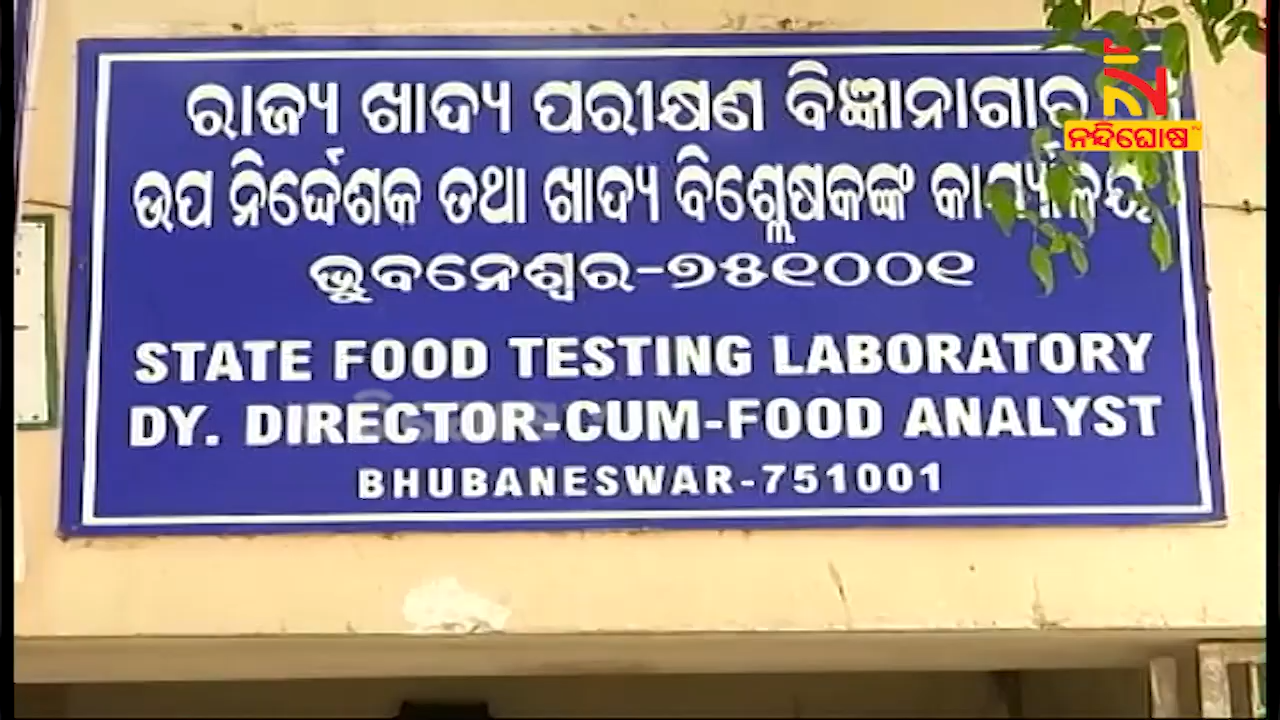 ରାଜ୍ୟ ଖାଦ୍ୟ ପରୀକ୍ଷଣ ବିଜ୍ଞାନାଗାର
ଉପ ନିର୍ଦ୍ଦେଶକ ତଥା ଖାଦ୍ୟ ବିଶ୍ଳେଷକଙ୍କ କାର୍ଯ୍ୟାଳୟ
ଭୁବନେଶ୍ୱର-୭୫୧୦୦୧
STATE FOOD TESTING LABORATORY
DY. DIRECTOR-CUM-FOOD ANALYST
BHUBANESWAR-751001
ନନ୍ଦିଘୋଷ